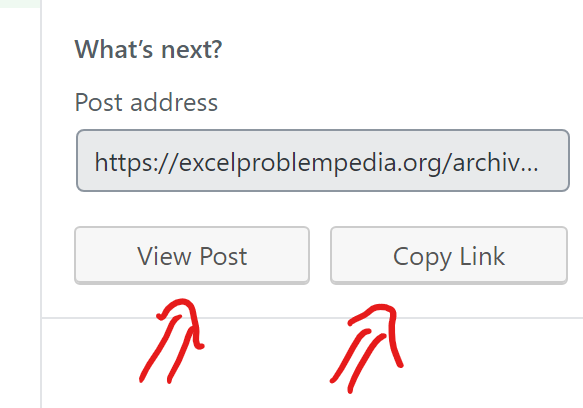 What’s next?
Post address
https://excelproblempedia.org/archiv...
View Post
Copy Link